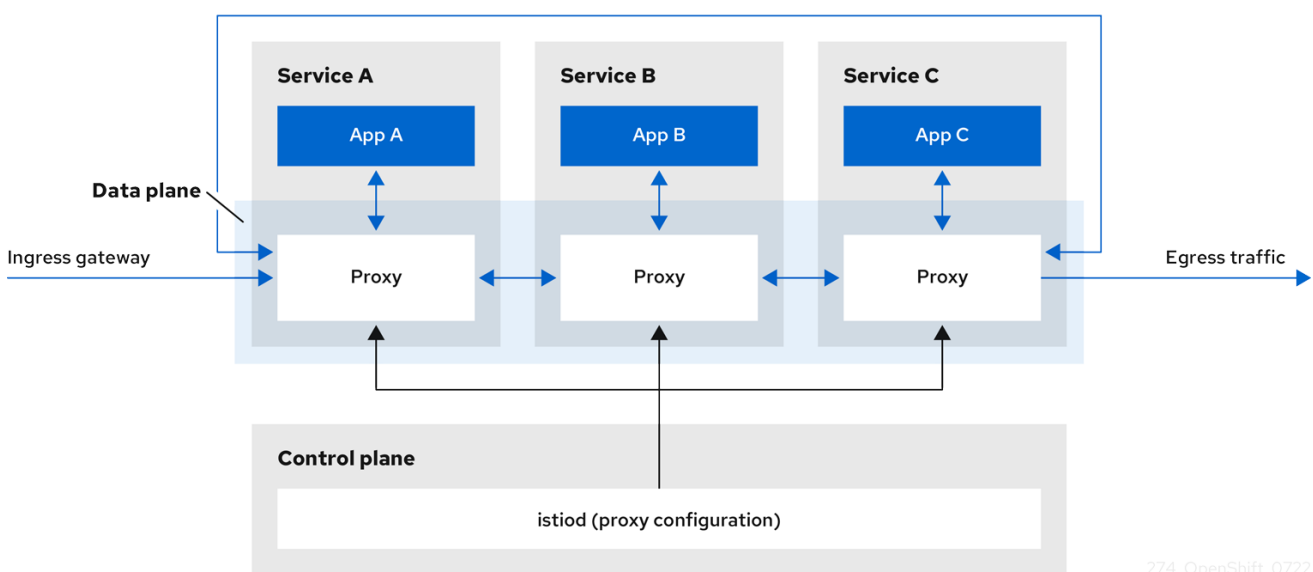 Service A
Service B
Service C
App A
App B
App C
Data plane
Ingress gateway
Egress traffic
Proxy
Proxy
Proxy
Control plane
istiod (proxy configuration)
274_OpenShift_0722